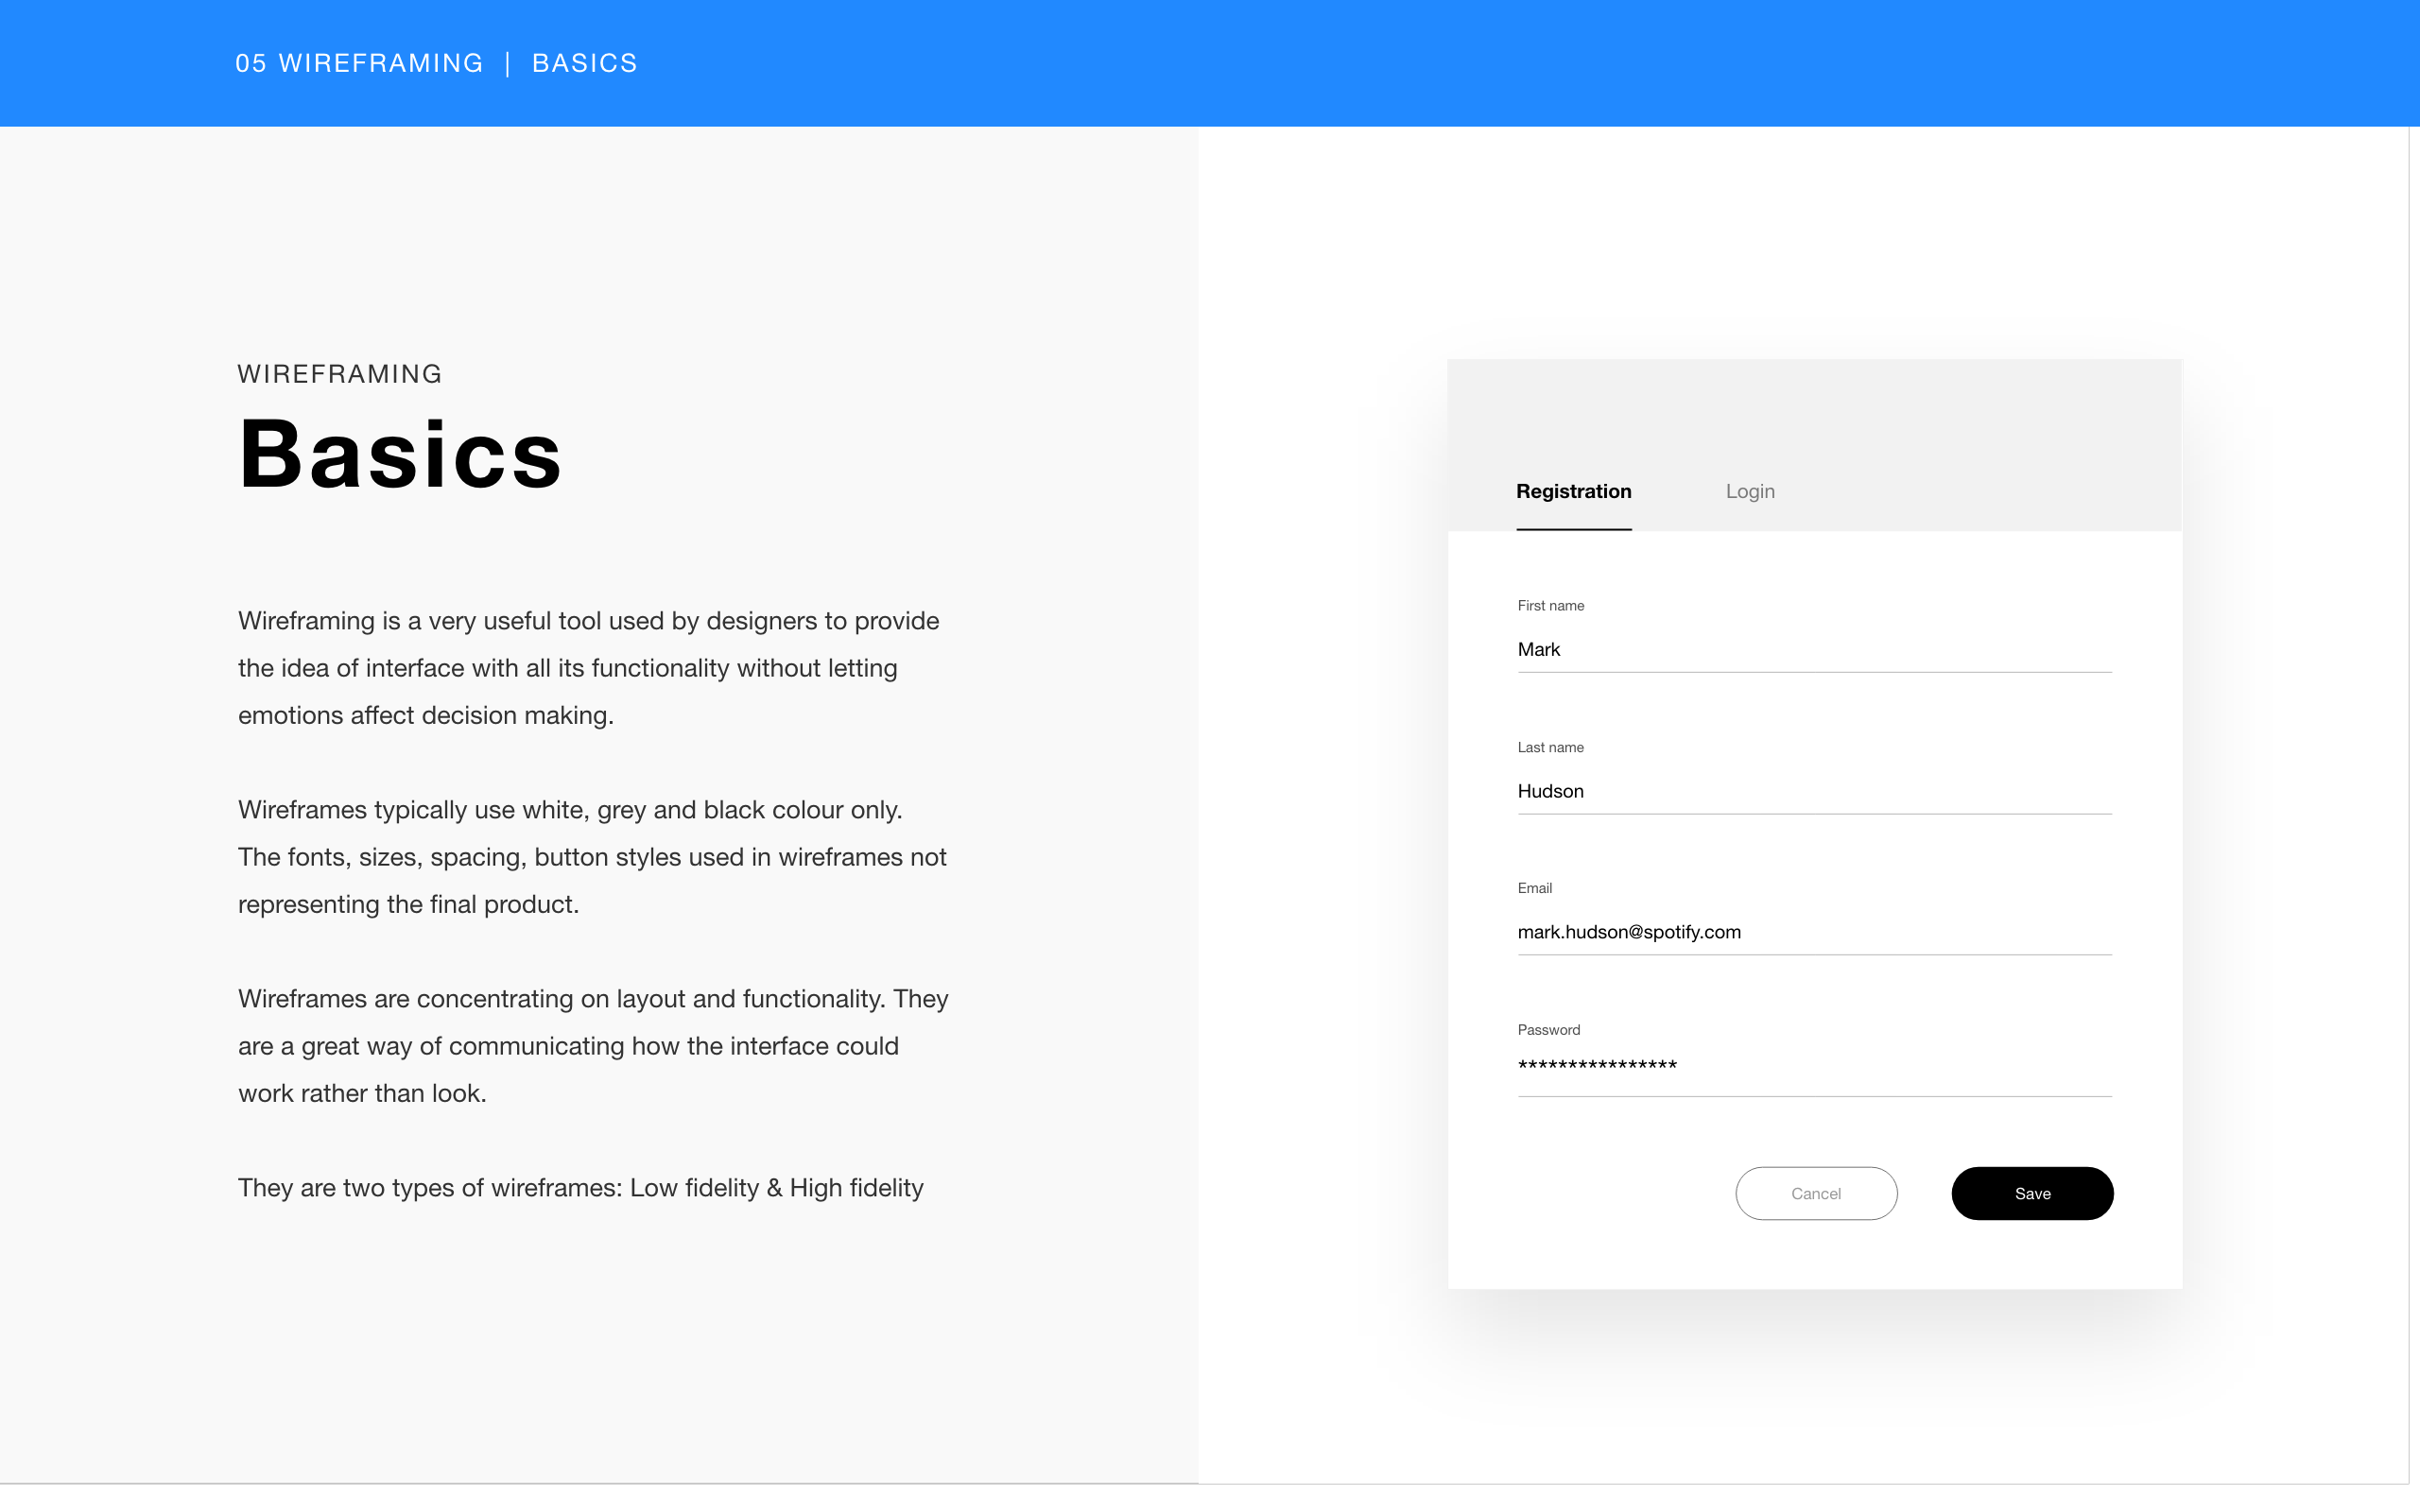 05 WIREFRAMING | BASICS
WIREFRAMING
Basics
Wireframing is a very useful tool used by designers to provide
the idea of interface with all its functionality without letting
emotions affect decision making.
Wireframes typically use white, grey and black colour only.
The fonts, sizes, spacing, button styles used in wireframes not
representing the final product.
Wireframes are concentrating on layout and functionality. They
are a great way of communicating how the interface could
work rather than look.
They are two types of wireframes: Low fidelity & High fidelity
Registration Login
First name
Mark
Last name
Hudson
Email
mark.hudson@spotify.com
Password
****************
Cancel Save